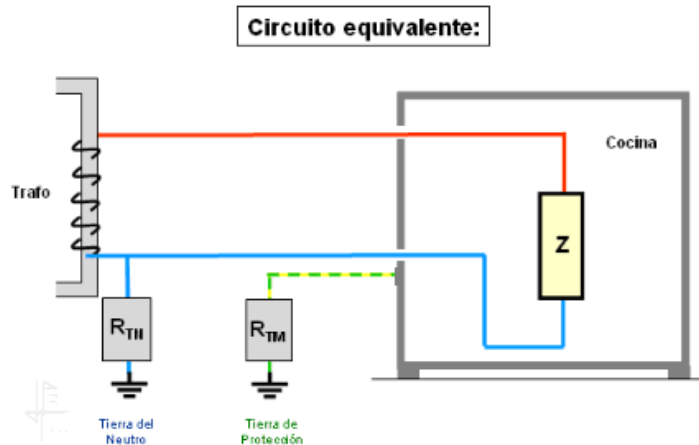 Circuito equivalente:
Cocina
Trafo
Z
R_TN
R_TM
Tierra del
Neutro
Tierra de
Protección